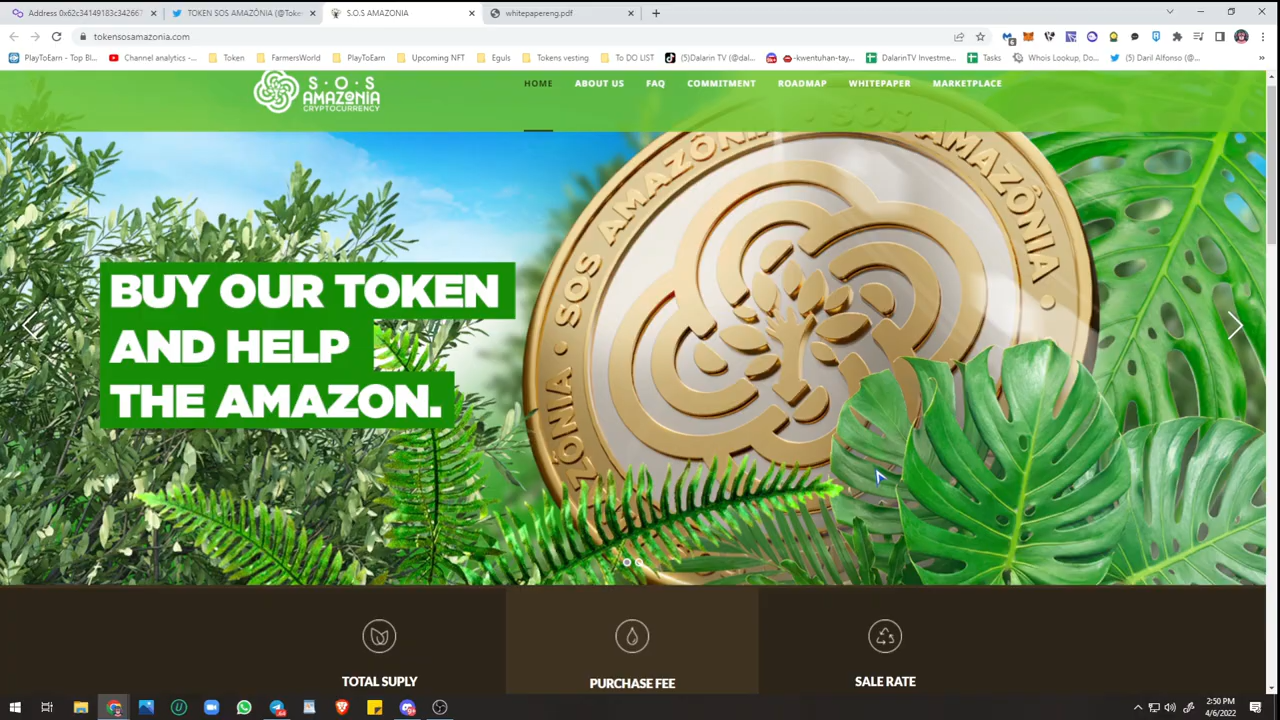 Address 0x62c34149183c34266
TOKEN SOS AMAZÔNIA (@Toke
S.O.S AMAZONIA
whitepapereng.pdf
tokensosamazonia.com
PlayToEarn - Top Bl...
Channel analytics -...
Token
FarmersWorld
PlayToEarn
Upcoming NFT
Eguls
Tokens vesting
To DO LIST
(5)Dalarin TV (@dal...
-kwentuhan-tay...
DalarinTV Investme...
Tasks
Whois Lookup, Do...
(5) Daril Alfonso (@...
S·O·S
AMAZONIA
CRYPTOCURRENCY
HOME
ABOUT US
FAQ
COMMITMENT
ROADMAP
WHITEPAPER
MARKETPLACE
SOS AMAZÔNIA • SOS AMAZÔNIA •
BUY OUR TOKEN
AND HELP
THE AMAZON.
TOTAL SUPLY
PURCHASE FEE
SALE RATE
2:50 PM
4/6/2022